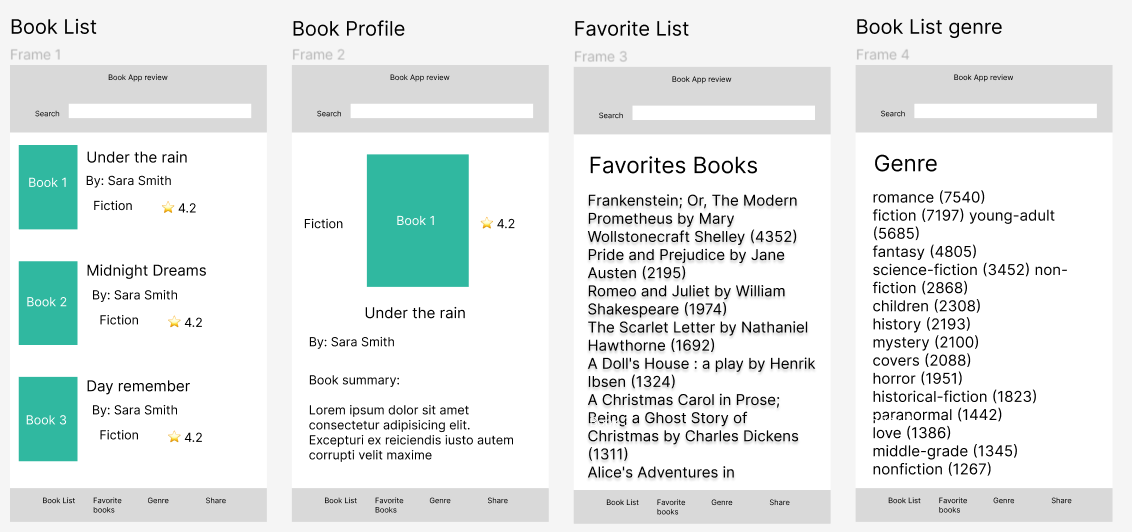 Book List
Frame 1
Book App review
Search
Book 1
Under the rain
By: Sara Smith
Fiction
⭐ 4.2
Book 2
Midnight Dreams
By: Sara Smith
Fiction
⭐ 4.2
Book 3
Day remember
By: Sara Smith
Fiction
⭐ 4.2
Book List
Favorite
books
Genre
Share
Book Profile
Frame 2
Book App review
Search
Fiction
Book 1
⭐ 4.2
Under the rain
By: Sara Smith
Book summary:
Lorem ipsum dolor sit amet
consectetur adipisicing elit.
Excepturi ex reiciendis iusto autem
corrupti velit maxime
Book List
Favorite
Books
Genre
Share
Favorite List
Frame 3
Book App review
Search
Favorites Books
Frankenstein; Or, The Modern
Prometheus by Mary
Wollstonecraft Shelley (4352)
Pride and Prejudice by Jane
Austen (2195)
Romeo and Juliet by William
Shakespeare (1974)
The Scarlet Letter by Nathaniel
Hawthorne (1692)
A Doll's House : a play by Henrik
Ibsen (1324)
A Christmas Carol in Prose;
Being a Ghost Story of
Christmas by Charles Dickens
(1311)
Alice's Adventures in
Book List
Favorite
books
Genre
Share
Book List genre
Frame 4
Book App review
Search
Genre
romance (7540)
fiction (7197) young-adult
(5685)
fantasy (4805)
science-fiction (3452) non-
fiction (2868)
children (2308)
history (2193)
mystery (2100)
covers (2088)
horror (1951)
historical-fiction (1823)
paranormal (1442)
love (1386)
middle-grade (1345)
nonfiction (1267)
Book List
Favorite
books
Genre
Share